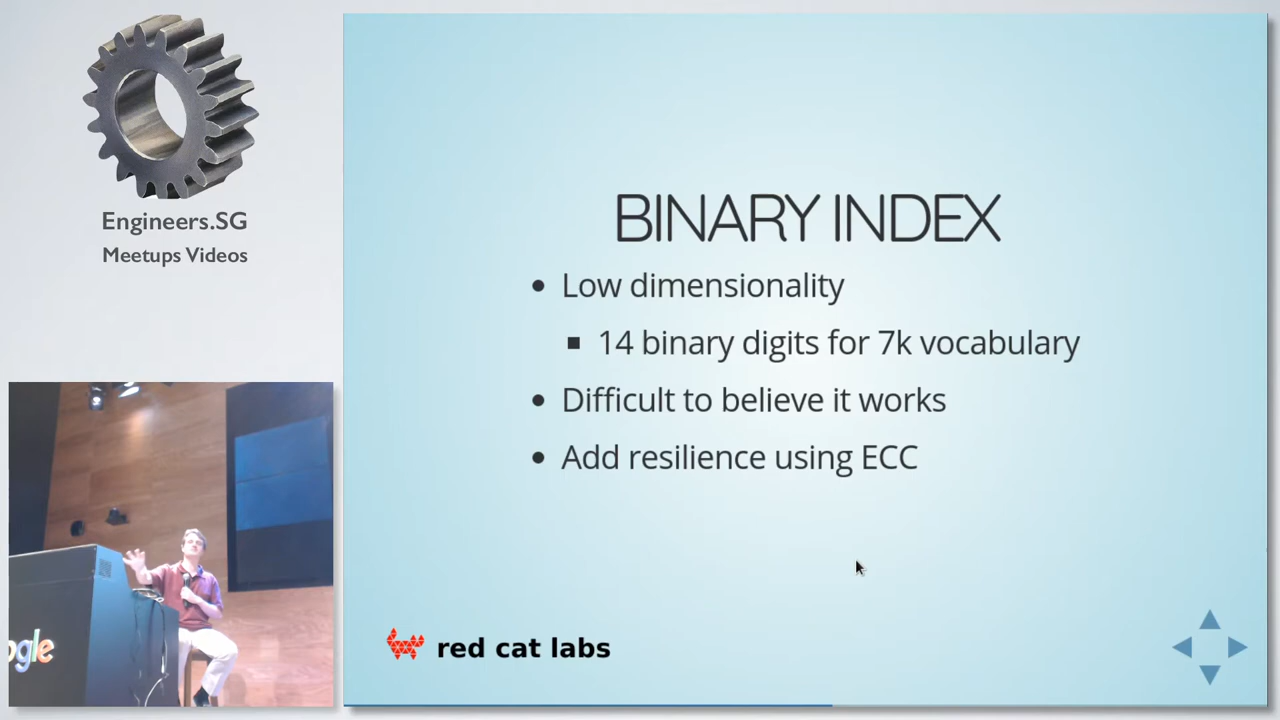 Engineers.SG
Meetups Videos
BINARY INDEX
Low dimensionality
14 binary digits for 7k vocabulary
Difficult to believe it works
Add resilience using ECC
ogle
red cat labs